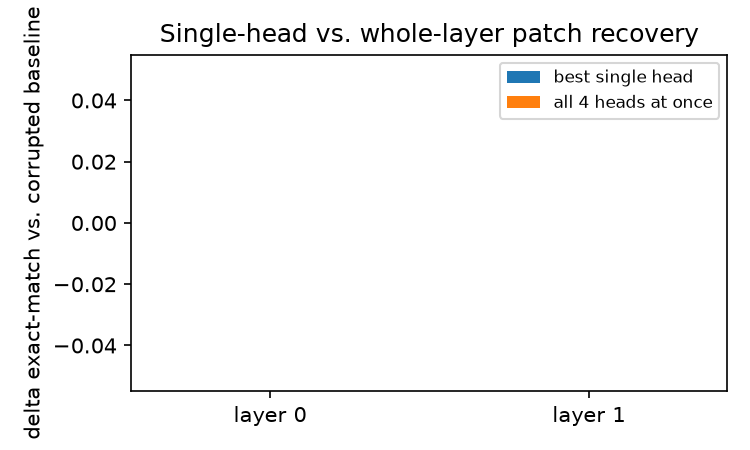 Single-head vs. whole-layer patch recovery
delta exact-match vs. corrupted baseline
0.04
0.02
0.00
−0.02
−0.04
best single head
all 4 heads at once
layer 0
layer 1